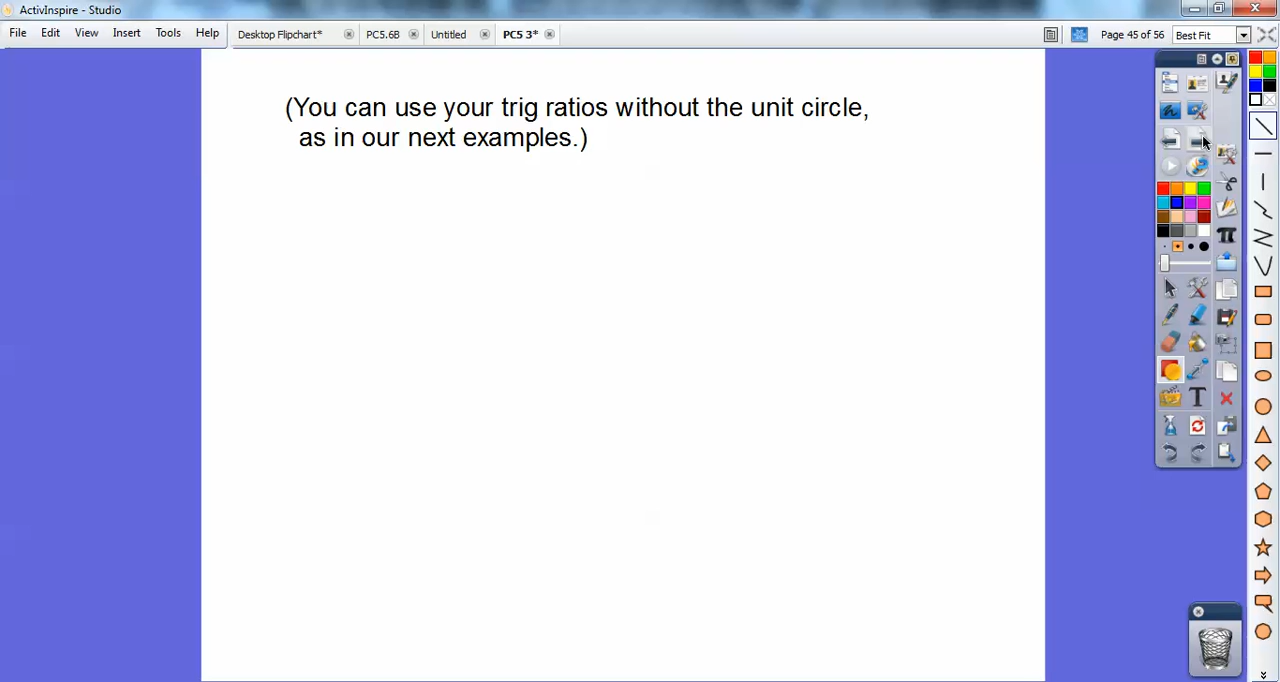 ActivInspire - Studio
File Edit View Insert Tools Help Desktop Flipchart* PC5.6B Untitled PC5 3* Page 45 of 56 Best Fit
(You can use your trig ratios without the unit circle,
as in our next examples.)